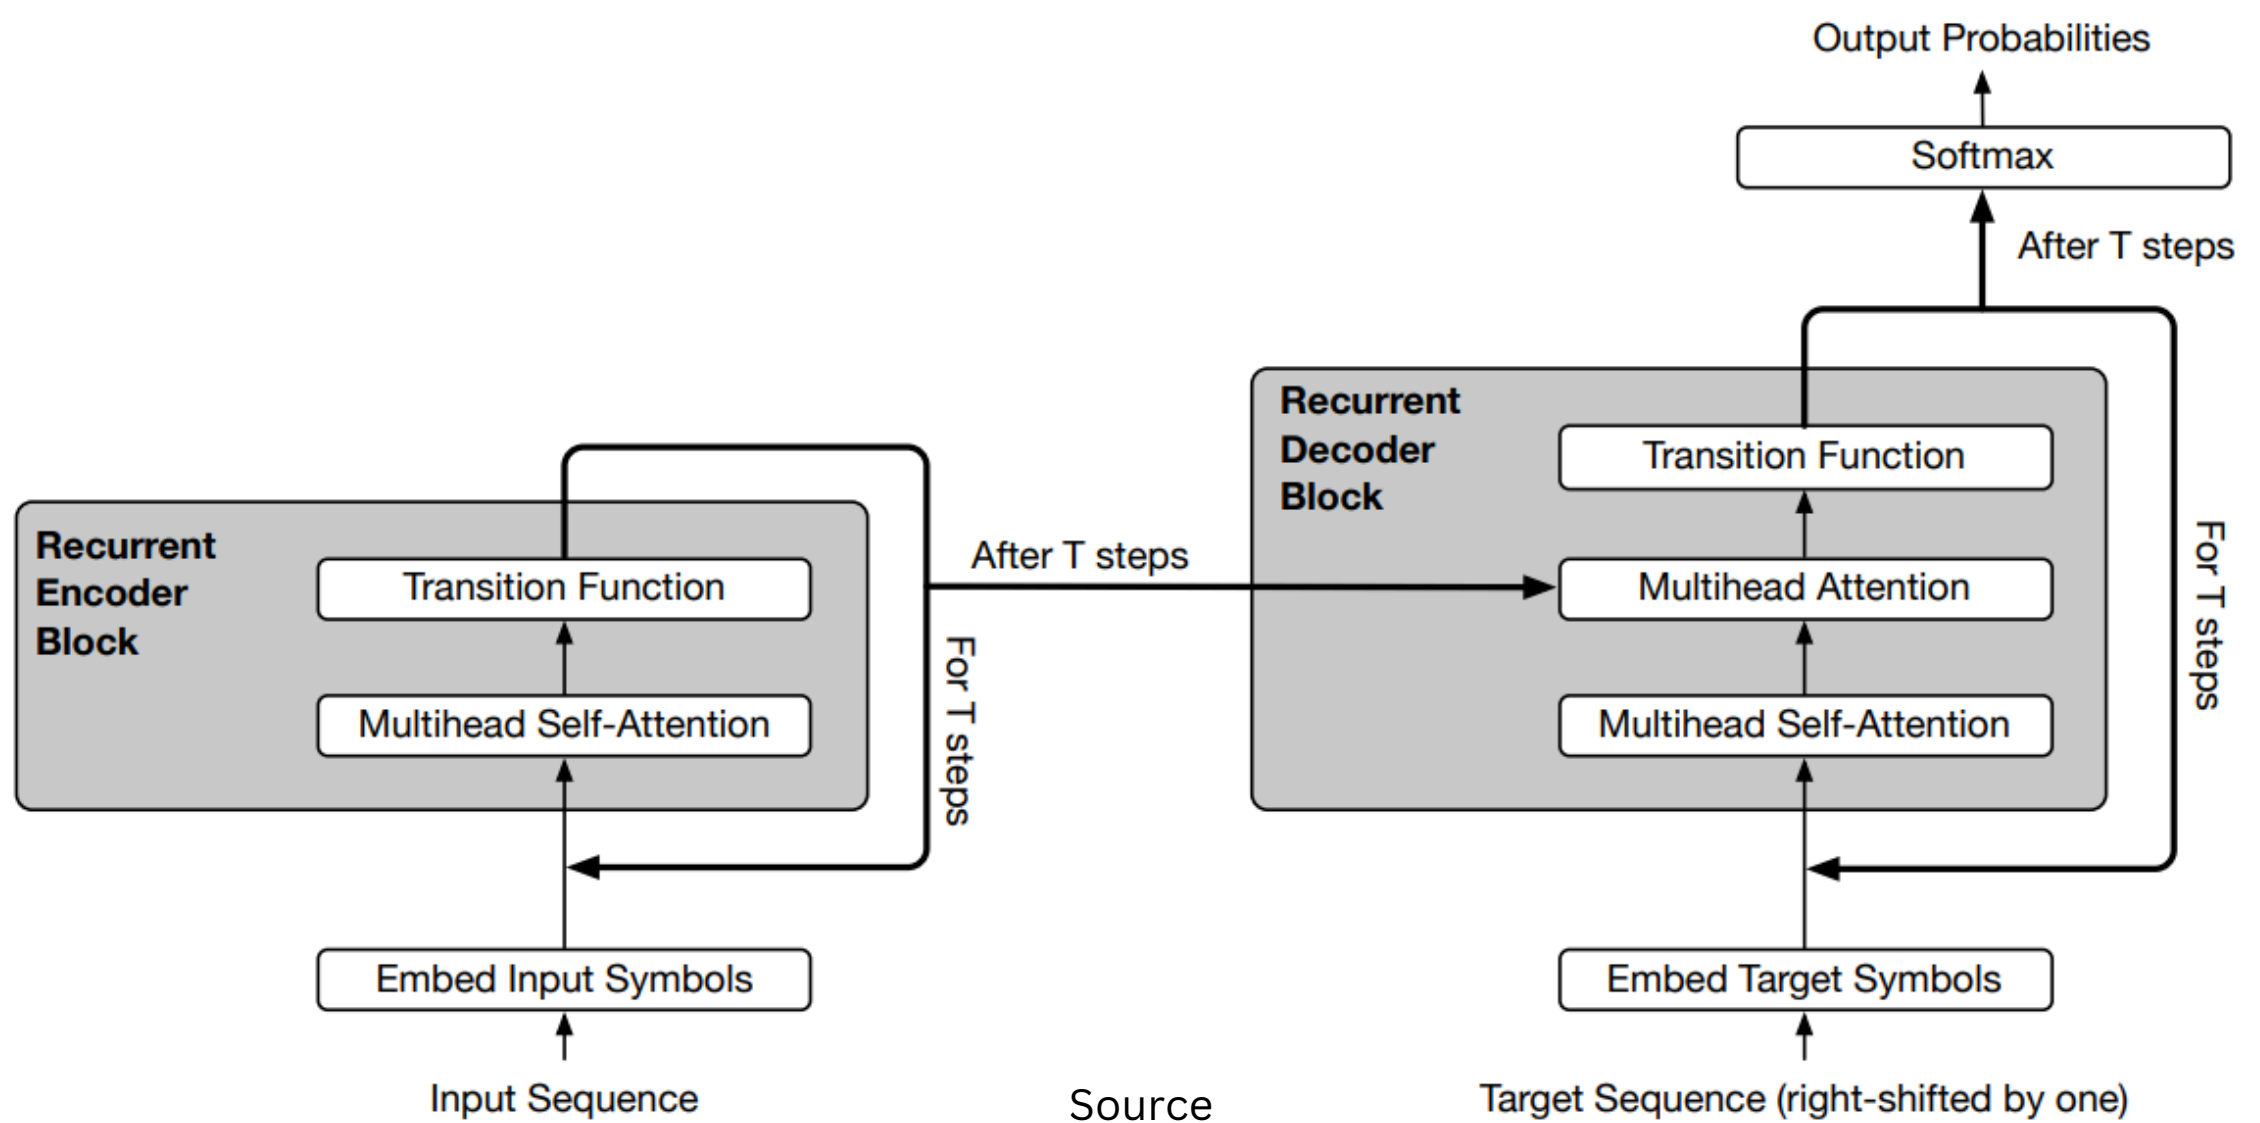 Output Probabilities
Softmax
After T steps
Recurrent
Decoder
Block
Transition Function
Multihead Attention
Multihead Self-Attention
For T steps
Embed Target Symbols
Target Sequence (right-shifted by one)
After T steps
Recurrent
Encoder
Block
Transition Function
Multihead Self-Attention
For T steps
Embed Input Symbols
Input Sequence
Source